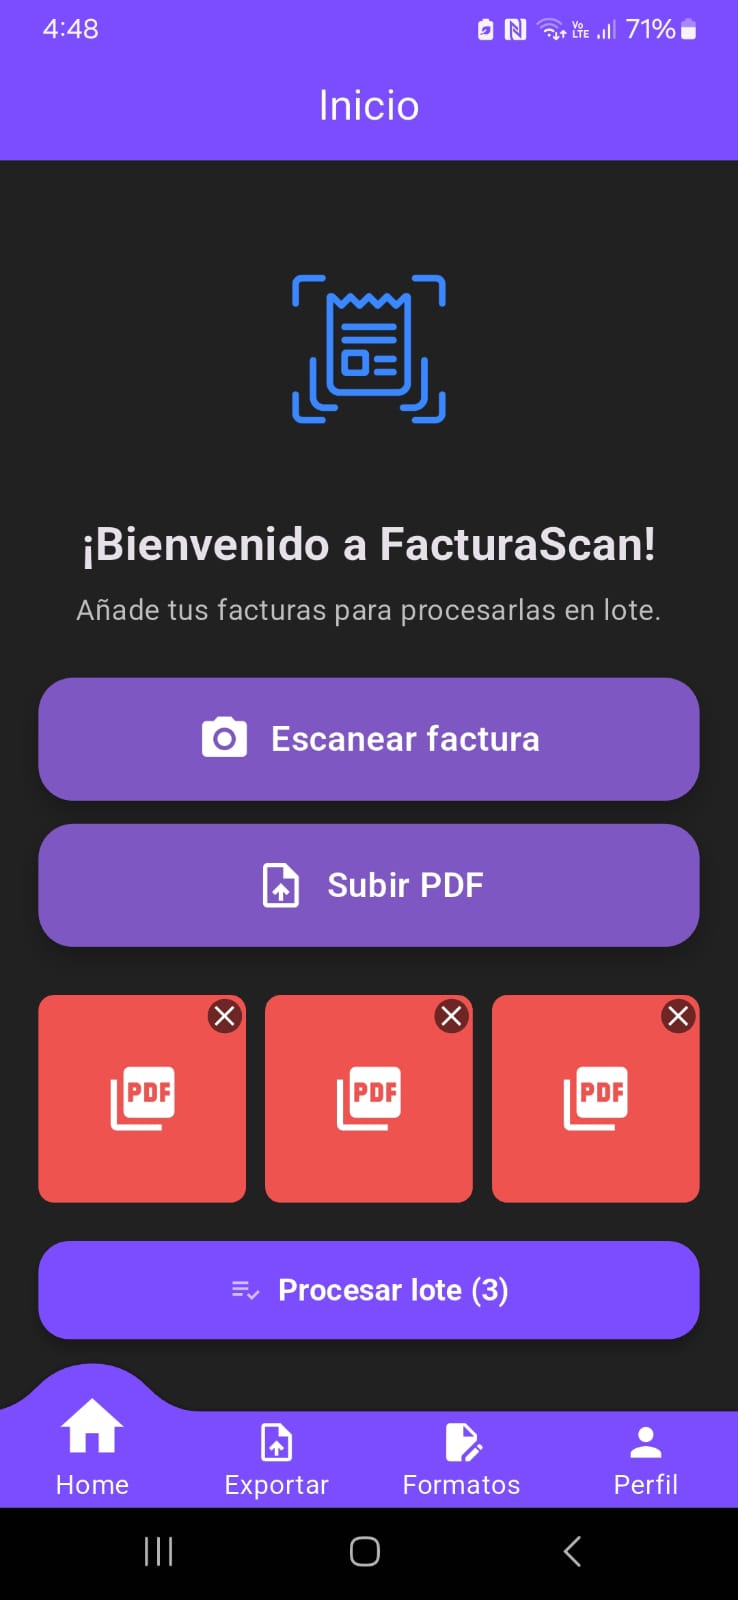 4:48
Vo LTE 71%
Inicio
¡Bienvenido a FacturaScan!
Añade tus facturas para procesarlas en lote.
Escanear factura
Subir PDF
PDF PDF PDF
Procesar lote (3)
Home Exportar Formatos Perfil